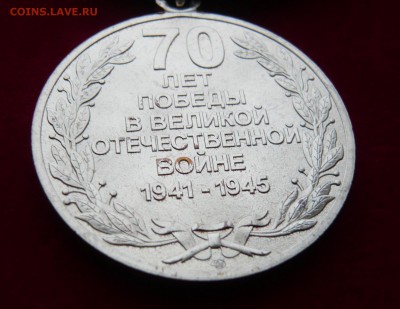 COINS.LAVE.RU
70
ЛЕТ
ПОБЕДЫ
В ВЕЛИКОЙ
ОТЕЧЕСТВЕННОЙ
ВОЙНЕ
1941-1945